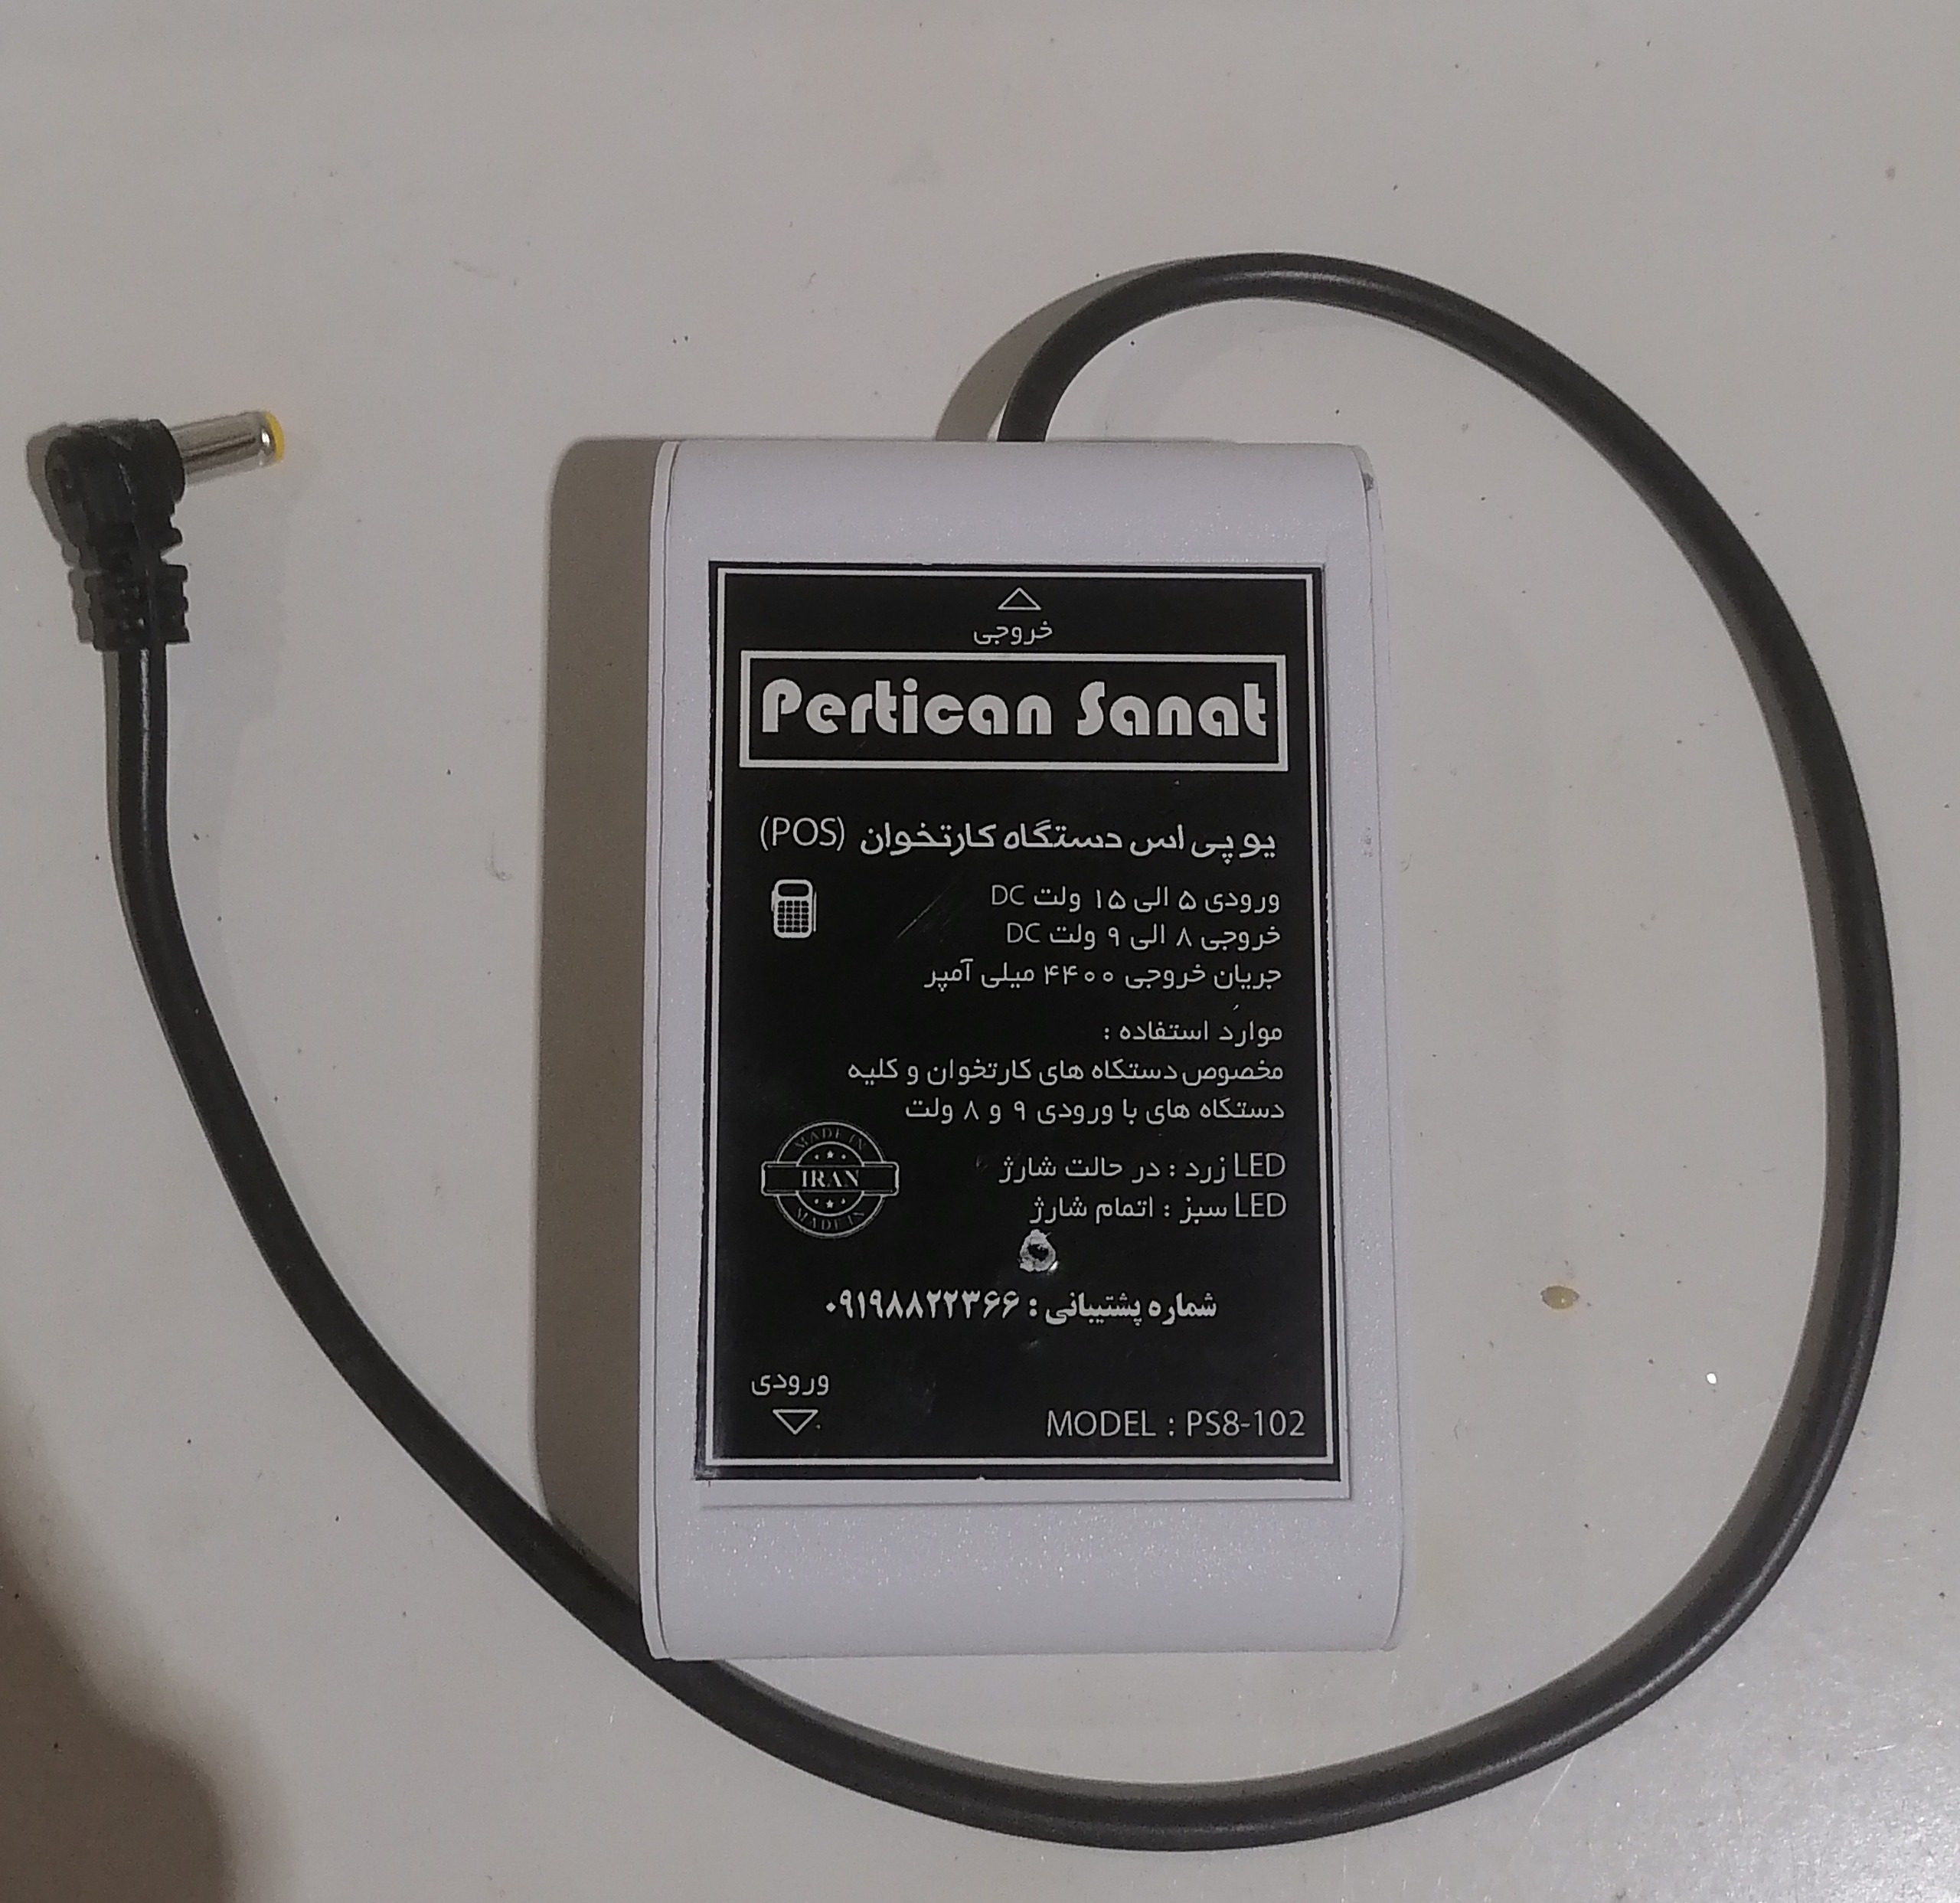 خروجی
Pertican Sanat
یو پی اس دستگاه کارتخوان (POS)
ورودی ۵ الی ۱۵ ولت DC
خروجی ۸ الی ۹ ولت DC
جریان خروجی ۴۴۰۰ میلی آمپر
موارد استفاده :
مخصوص دستگاه های کارتخوان و کلیه
دستگاه های با ورودی ۹ و ۸ ولت
LED زرد : در حالت شارژ
LED سبز : اتمام شارژ
MADE IN
IRAN
MADE IN
شماره پشتیبانی : ۰۹۱۹۸۸۲۲۳۶۶
ورودی
MODEL : PS8-102